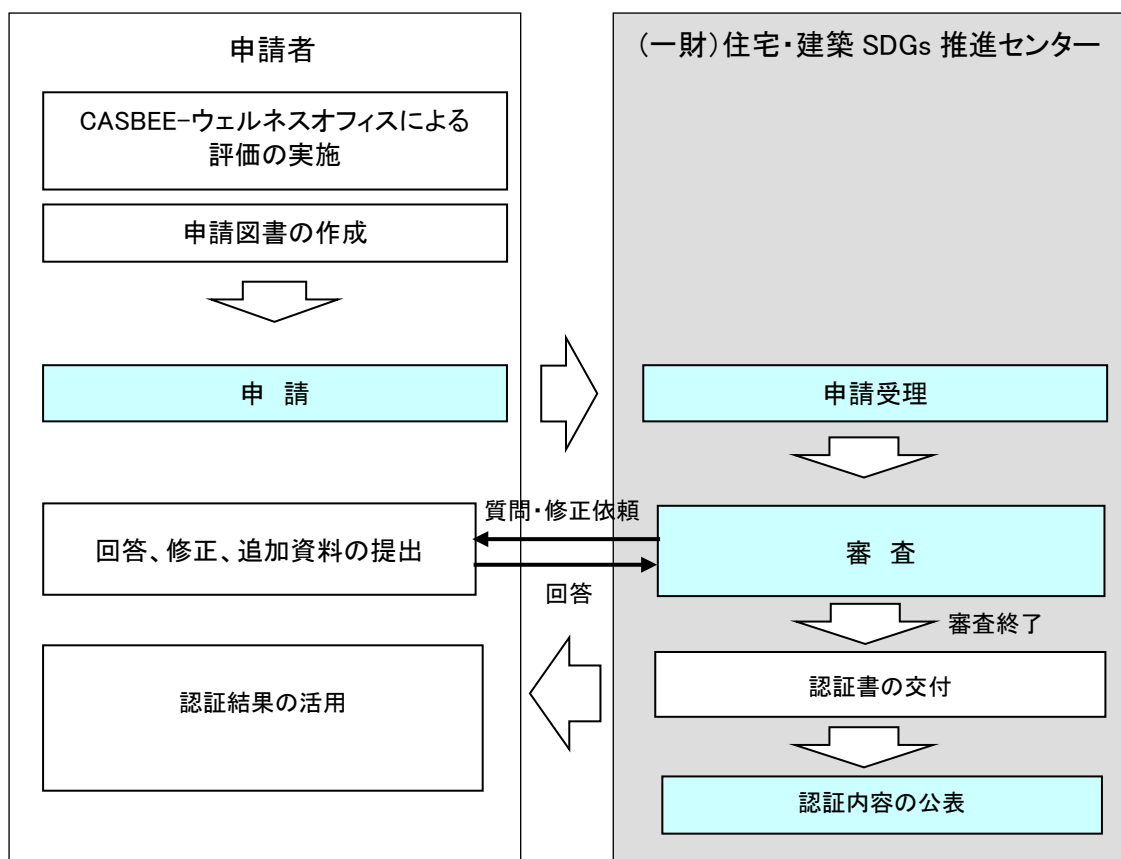 申請者
CASBEE-ウェルネスオフィスによる
評価の実施
申請図書の作成
申 請
回答、修正、追加資料の提出
認証結果の活用
質問・修正依頼
回答
(一財)住宅・建築 SDGs 推進センター
申請受理
審 査
審査終了
認証書の交付
認証内容の公表